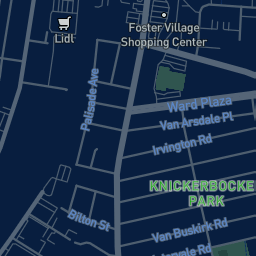 Foster Village
Shopping Center
Lidl
Palisade Ave
Ward Plaza
Van Arsdale Pl
Irvington Rd
KNICKERBOCKE
PARK
Bilton St
Van Buskirk Rd